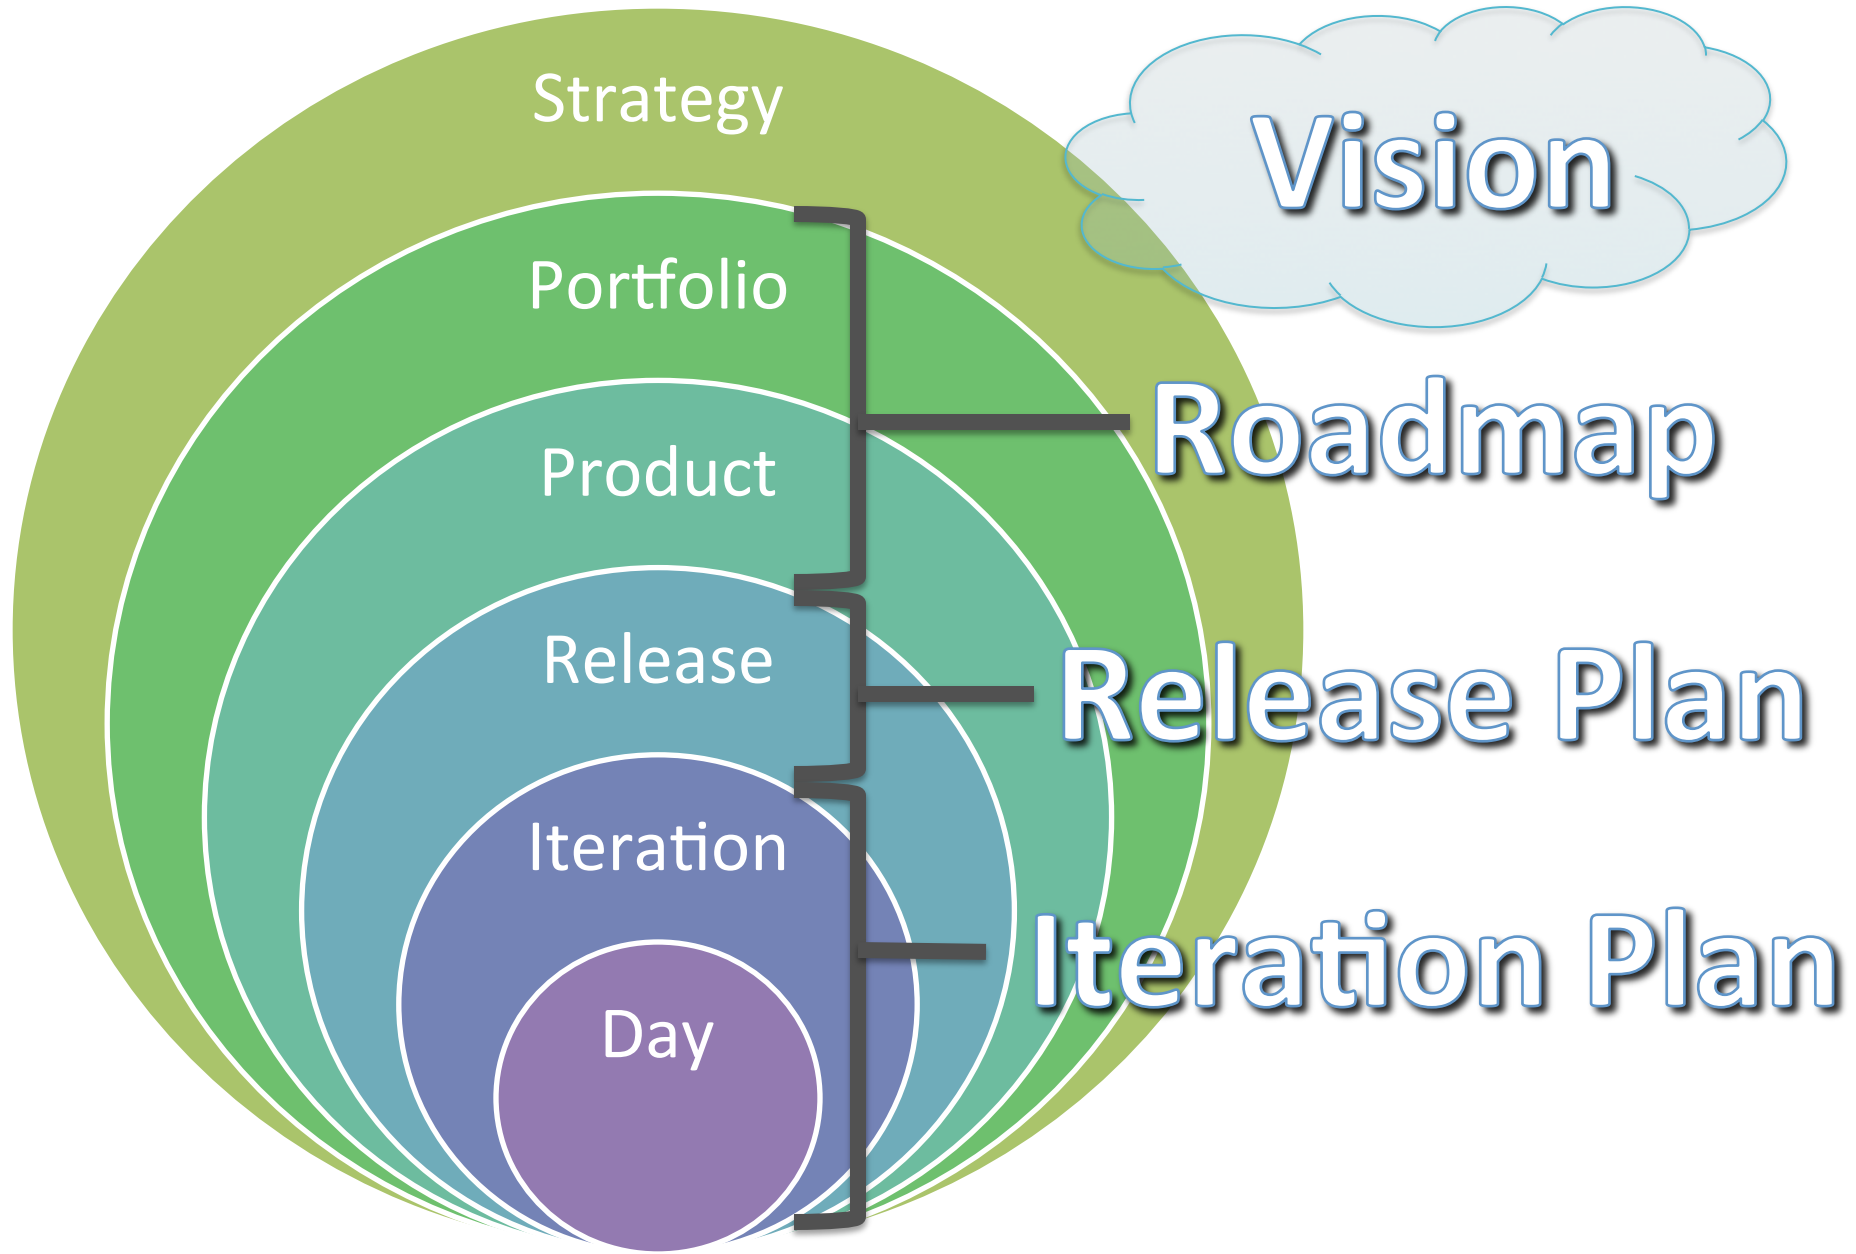 Strategy
Portfolio
Product
Release
Iteration
Day
Vision
Roadmap
Release Plan
Iteration Plan